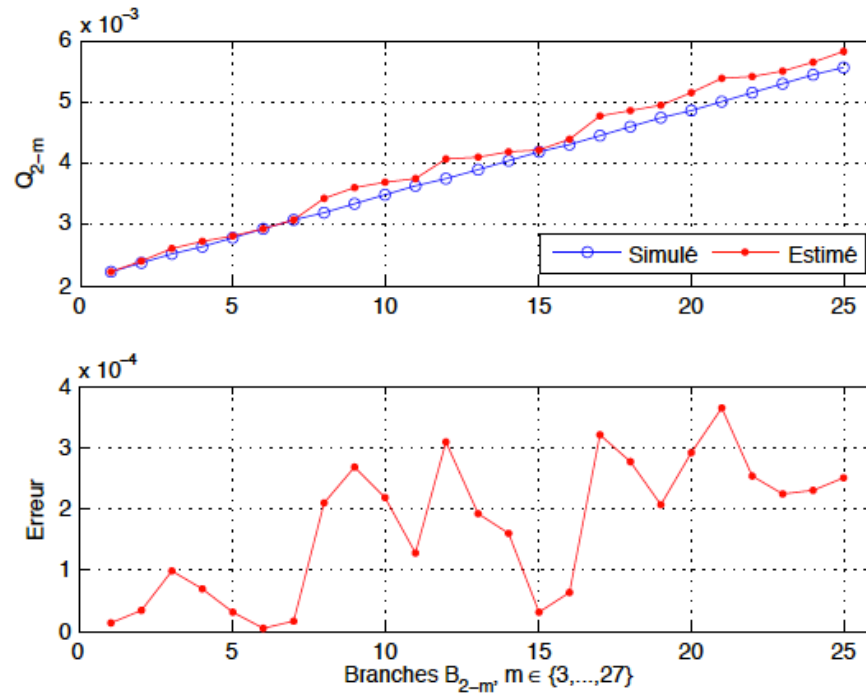 x 10⁻³
6
5
4
3
2
Q₂₋ₘ
Simulé Estimé
0 5 10 15 20 25
x 10⁻⁴
4
3
2
1
0
Erreur
0 5 10 15 20 25
Branches B₂₋ₘ, m ∈ {3,...,27}